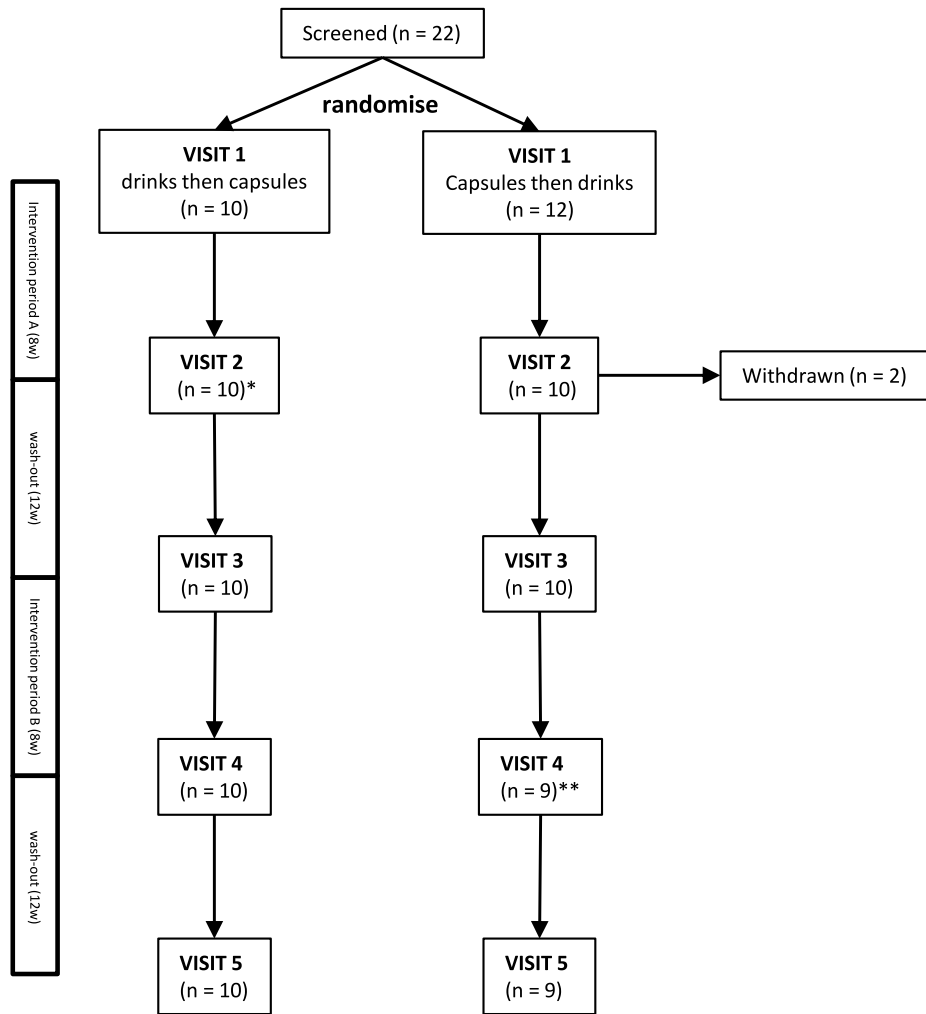 Screened (n = 22)
randomise
VISIT 1
drinks then capsules
(n = 10)
VISIT 1
Capsules then drinks
(n = 12)
Intervention period A (8w)
VISIT 2
(n = 10)*
VISIT 2
(n = 10)
Withdrawn (n = 2)
wash-out (12w)
VISIT 3
(n = 10)
VISIT 3
(n = 10)
Intervention period B (8w)
VISIT 4
(n = 10)
VISIT 4
(n = 9)**
wash-out (12w)
VISIT 5
(n = 10)
VISIT 5
(n = 9)